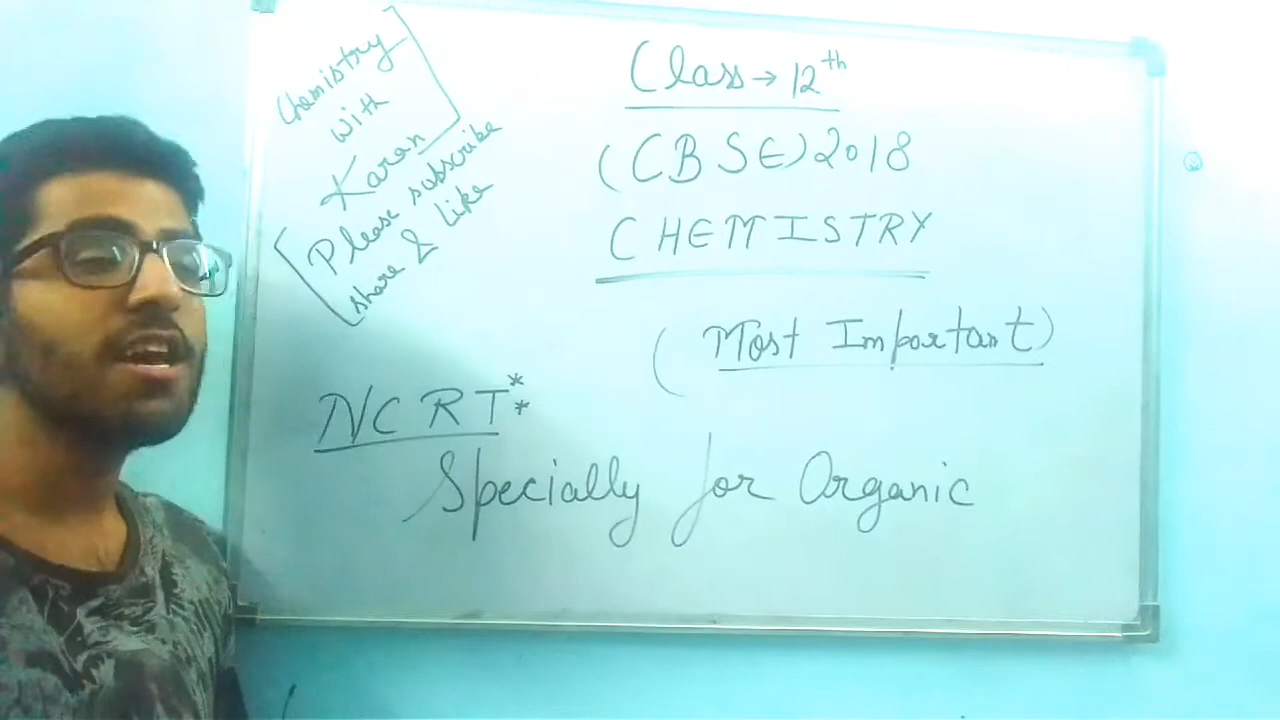 Chemistry
with
Karan
Please subscribe
share & like
Class → 12th
(CBSE) 2018
CHEMISTRY
(Most Important)
NCRT**
Specially for Organic